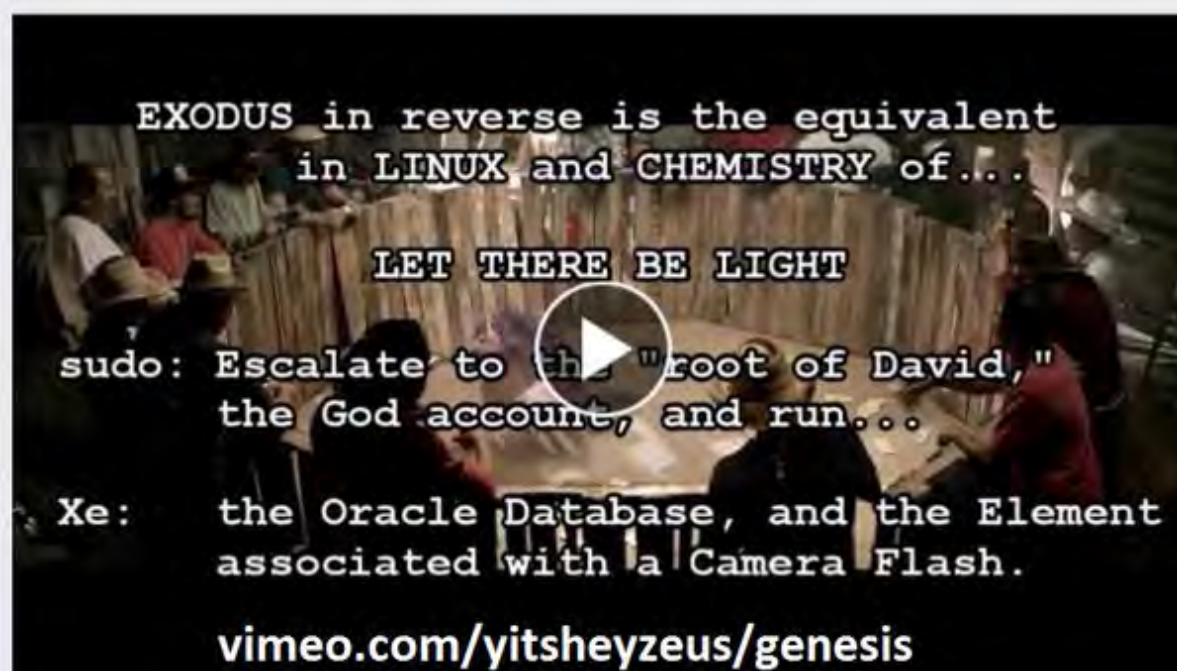 EXODUS in reverse is the equivalent
in LINUX and CHEMISTRY of...
LET THERE BE LIGHT
sudo: Escalate to the "root of David,"
the God account, and run...
Xe: the Oracle Database, and the Element
associated with a Camera Flash.
vimeo.com/yitsheyzeus/genesis